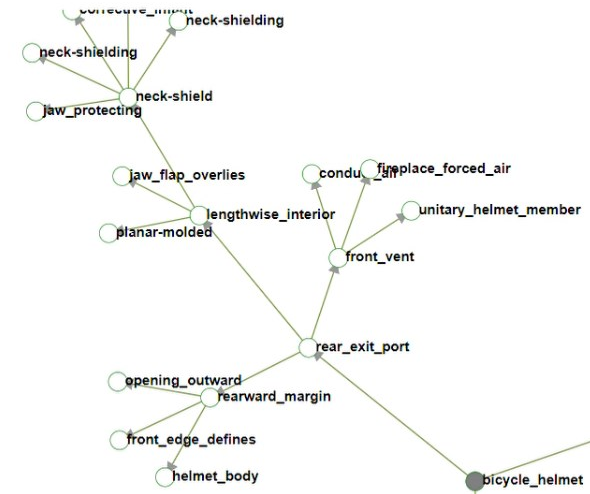 neck-shielding
neck-shielding
neck-shield
jaw_protecting
jaw_flap_overlies
fireplace_forced_air
unitary_helmet_member
lengthwise_interior
planar-molded
front_vent
rear_exit_port
opening_outward
rearward_margin
front_edge_defines
helmet_body
bicycle_helmet